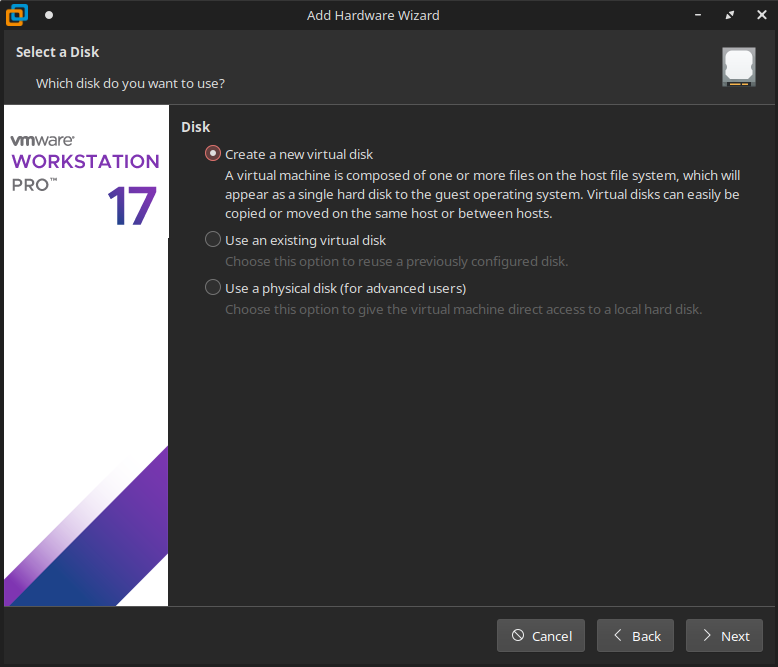 Add Hardware Wizard
Select a Disk
Which disk do you want to use?
vmware®
WORKSTATION
PRO™
17
Disk
Create a new virtual disk
A virtual machine is composed of one or more files on the host file system, which will
appear as a single hard disk to the guest operating system. Virtual disks can easily be
copied or moved on the same host or between hosts.
Use an existing virtual disk
Choose this option to reuse a previously configured disk.
Use a physical disk (for advanced users)
Choose this option to give the virtual machine direct access to a local hard disk.
Cancel
Back
Next